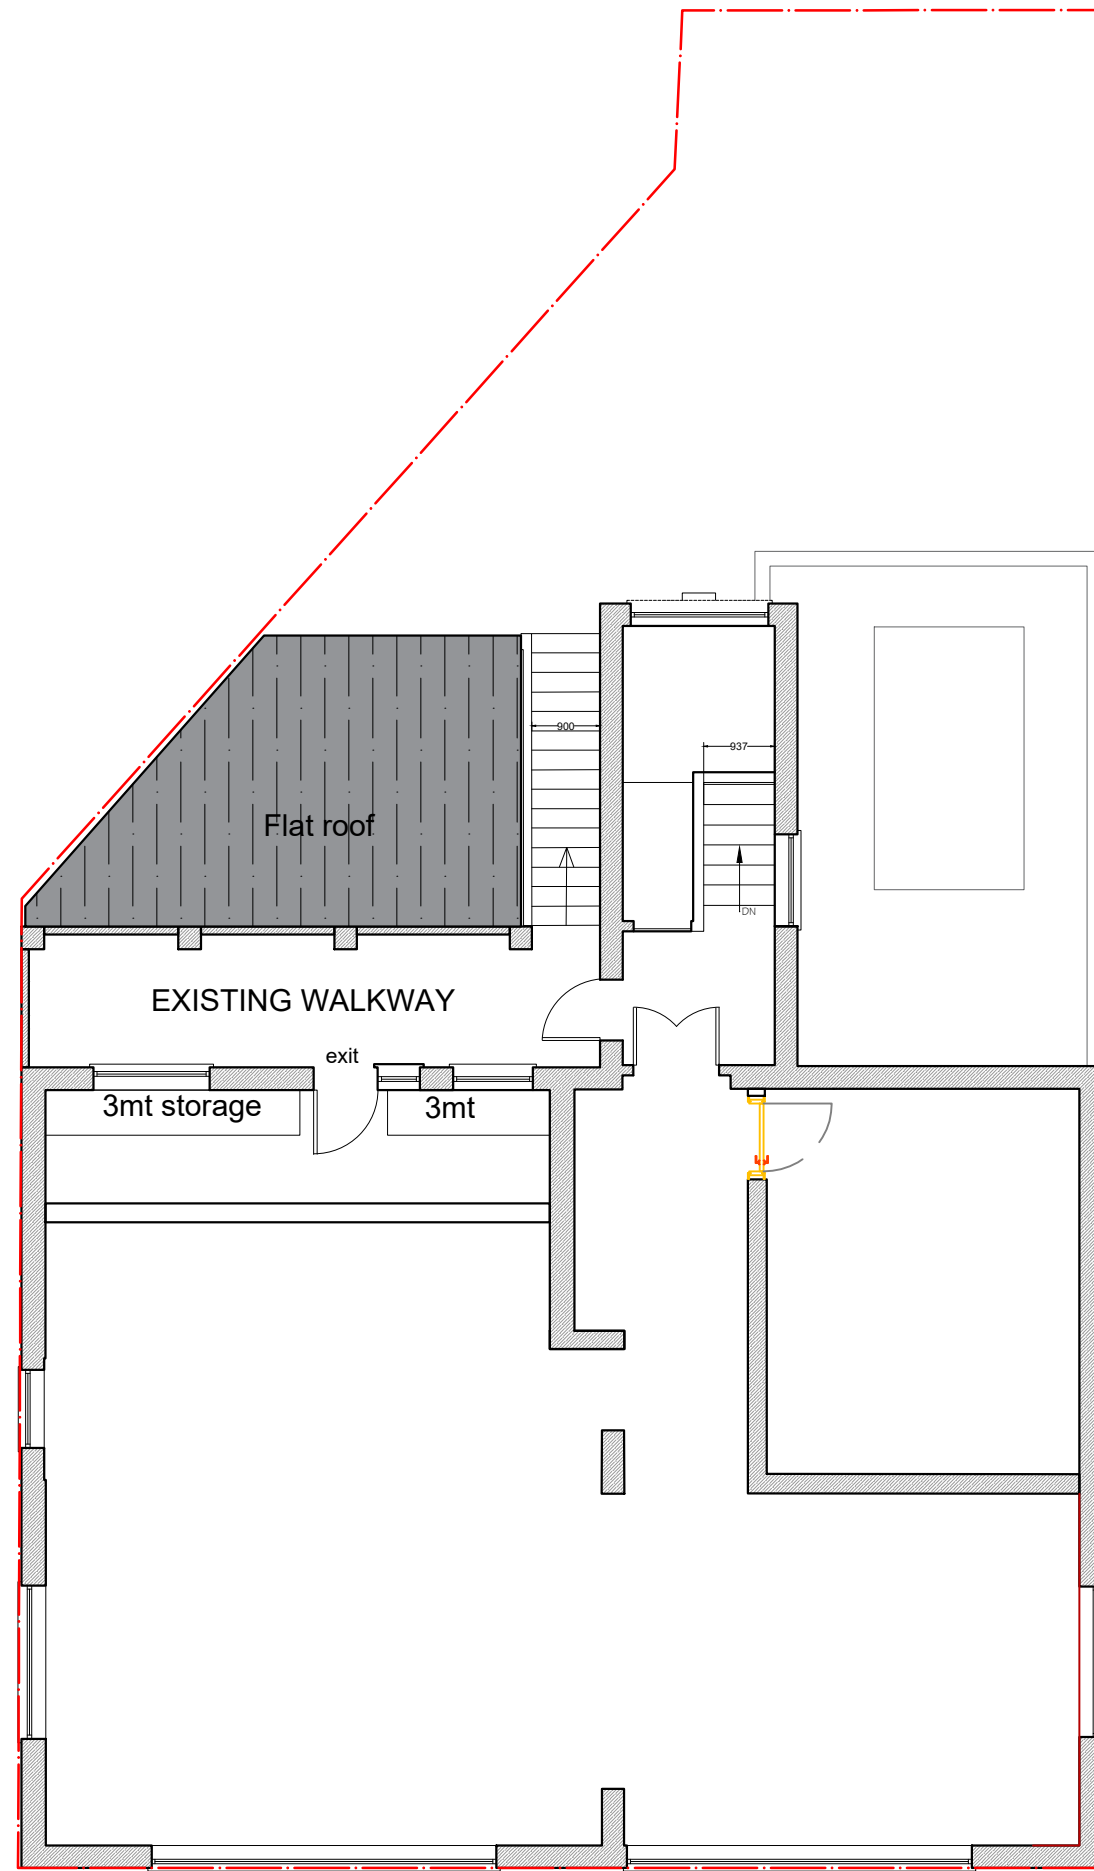 900
937
Flat roof
DN
EXISTING WALKWAY
exit
3mt storage
3mt